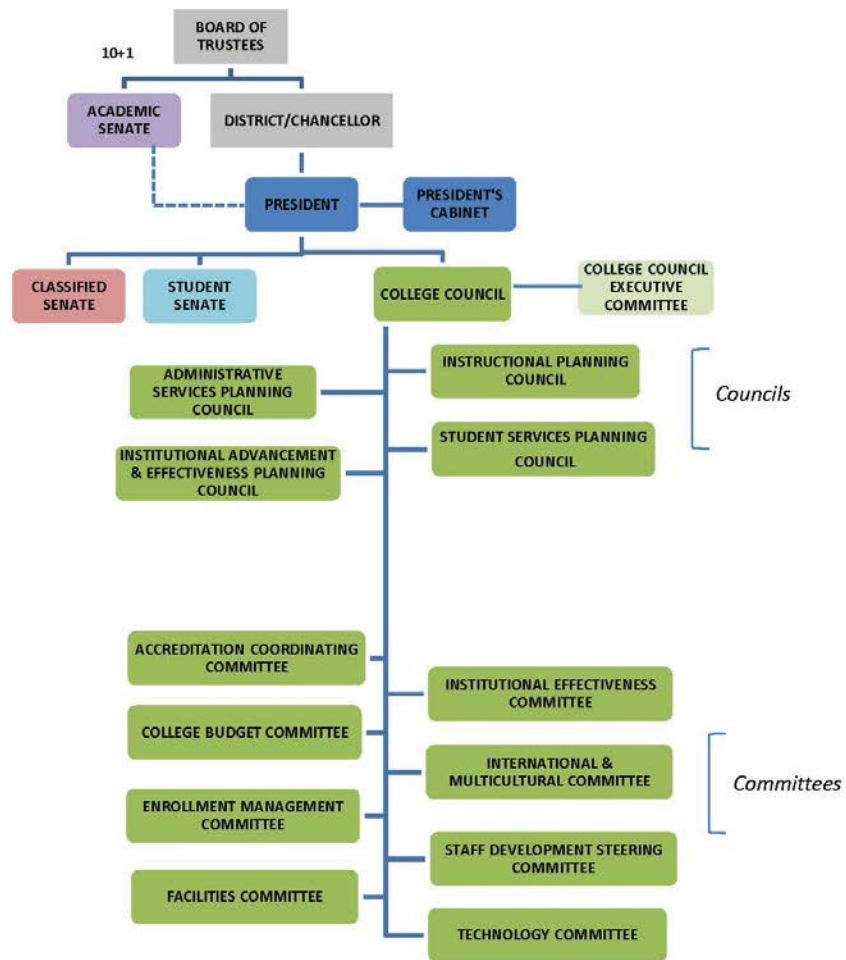 BOARD OF
TRUSTEES
10+1
ACADEMIC
SENATE
DISTRICT/CHANCELLOR
PRESIDENT
PRESIDENT'S
CABINET
CLASSIFIED
SENATE
STUDENT
SENATE
COLLEGE COUNCIL
COLLEGE COUNCIL
EXECUTIVE
COMMITTEE
ADMINISTRATIVE
SERVICES PLANNING
COUNCIL
INSTRUCTIONAL PLANNING
COUNCIL
Councils
INSTITUTIONAL ADVANCEMENT
& EFFECTIVENESS PLANNING
COUNCIL
STUDENT SERVICES PLANNING
COUNCIL
ACCREDITATION COORDINATING
COMMITTEE
INSTITUTIONAL EFFECTIVENESS
COMMITTEE
COLLEGE BUDGET COMMITTEE
INTERNATIONAL &
MULTICULTURAL COMMITTEE
Committees
ENROLLMENT MANAGEMENT
COMMITTEE
STAFF DEVELOPMENT STEERING
COMMITTEE
FACILITIES COMMITTEE
TECHNOLOGY COMMITTEE